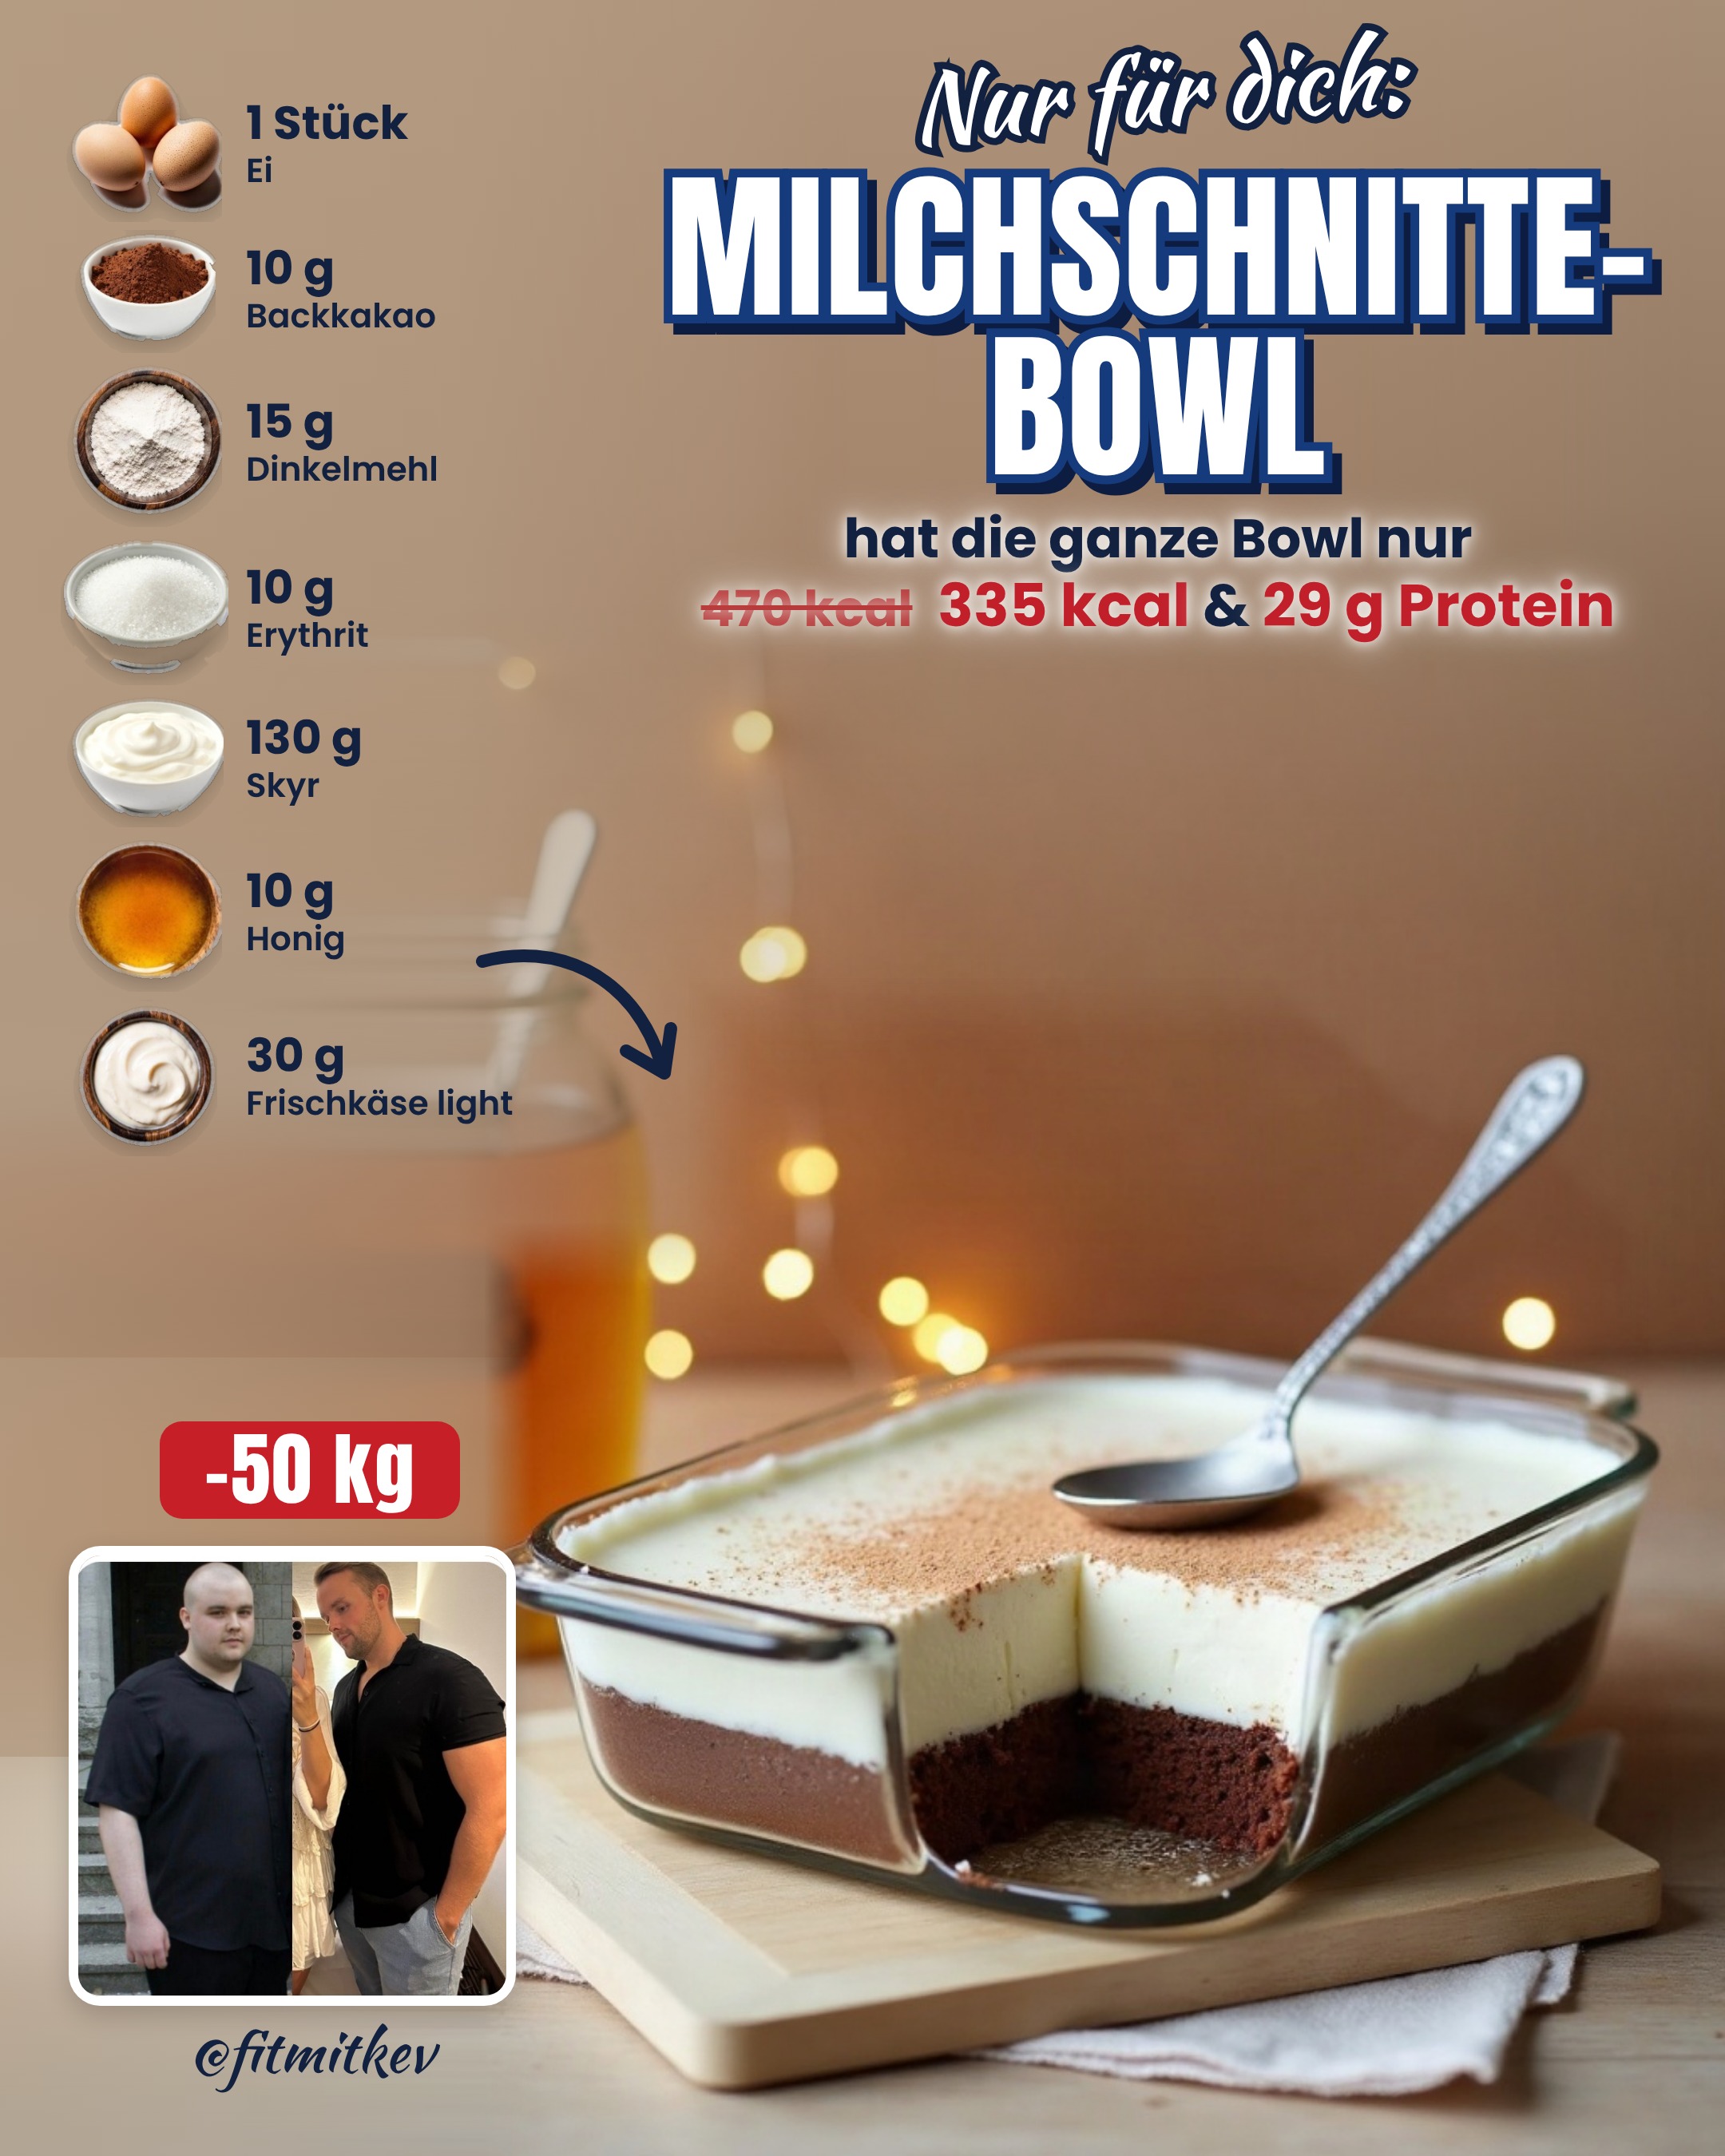 Nur für dich:
MILCHSCHNITTE-
BOWL
hat die ganze Bowl nur
470 kcal 335 kcal & 29 g Protein
1 Stück
Ei
10 g
Backkakao
15 g
Dinkelmehl
10 g
Erythrit
130 g
Skyr
10 g
Honig
30 g
Frischkäse light
-50 kg
@fitmitkev